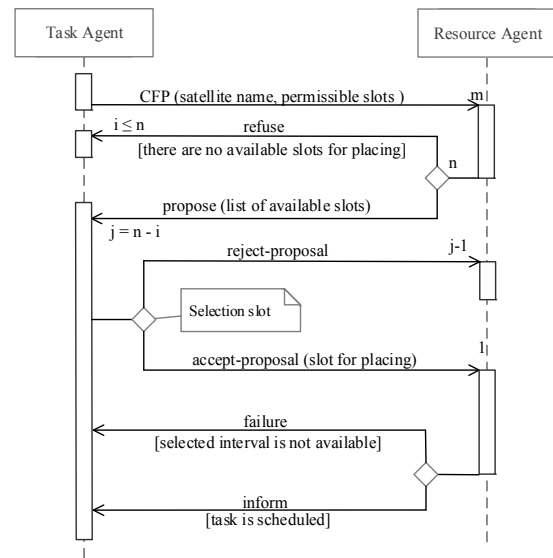 Task Agent
Resource Agent
CFP (satellite name, permissible slots )
m
i ≤ n
refuse
[there are no available slots for placing]
n
propose (list of available slots)
j = n - i
reject-proposal
j-1
Selection slot
1
accept-proposal (slot for placing)
failure
[selected interval is not available]
inform
[task is scheduled]